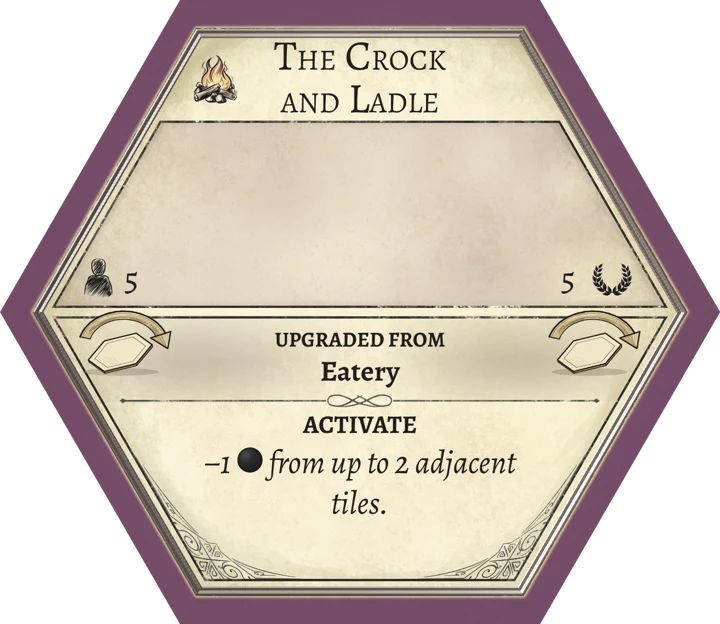 The Crock
and Ladle
5
5
UPGRADED FROM
Eatery
ACTIVATE
–1 from up to 2 adjacent
tiles.